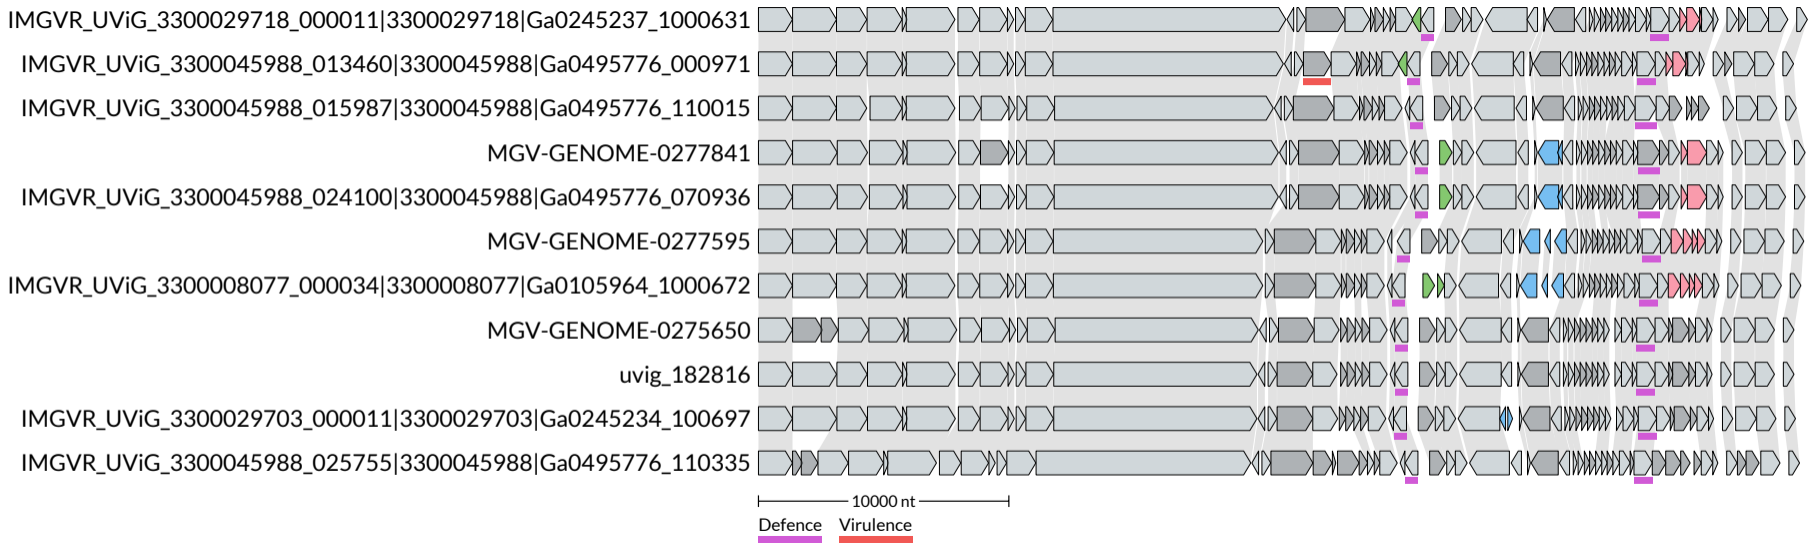 IMGVR_UViG_3300029718_000011|3300029718|Ga0245237_1000631
IMGVR_UViG_3300045988_013460|3300045988|Ga0495776_000971
IMGVR_UViG_3300045988_015987|3300045988|Ga0495776_110015
MGV-GENOME-0277841
IMGVR_UViG_3300045988_024100|3300045988|Ga0495776_070936
MGV-GENOME-0277595
IMGVR_UViG_3300008077_000034|3300008077|Ga0105964_1000672
MGV-GENOME-0275650
uvig_182816
IMGVR_UViG_3300029703_000011|3300029703|Ga0245234_100697
IMGVR_UViG_3300045988_025755|3300045988|Ga0495776_110335
10000 nt
Defence Virulence